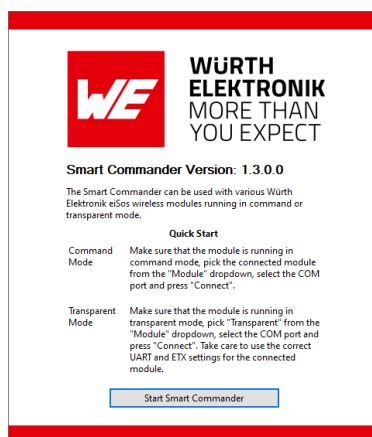 WE
WÜRTH
ELEKTRONIK
MORE THAN
YOU EXPECT
Smart Commander Version: 1.3.0.0
The Smart Commander can be used with various Würth
Elektronik eiSos wireless modules running in command or
transparent mode.
Quick Start
Command Make sure that the module is running in
Mode command mode, pick the connected module
from the "Module" dropdown, select the COM
port and press "Connect".
Transparent Make sure that the module is running in
Mode transparent mode, pick "Transparent" from the
"Module" dropdown, select the COM port and
press "Connect". Take care to use the correct
UART and ETX settings for the connected
module.
Start Smart Commander